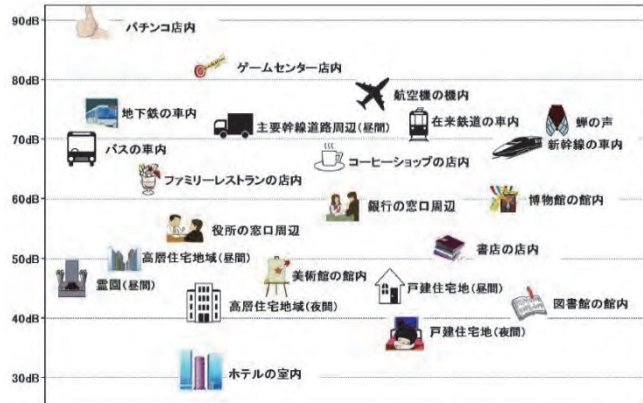 90dB
パチンコ店内
ゲームセンター店内
80dB
航空機の機内
地下鉄の車内
主要幹線道路周辺(昼間)
在来鉄道の車内
蝉の声
70dB
バスの車内
新幹線の車内
コーヒーショップの店内
ファミリーレストランの店内
60dB
博物館の館内
銀行の窓口周辺
役所の窓口周辺
50dB
高層住宅地域(昼間)
書店の店内
美術館の館内
霊園(昼間)
戸建住宅地(昼間)
高層住宅地域(夜間)
図書館の館内
40dB
戸建住宅地(夜間)
30dB
ホテルの室内